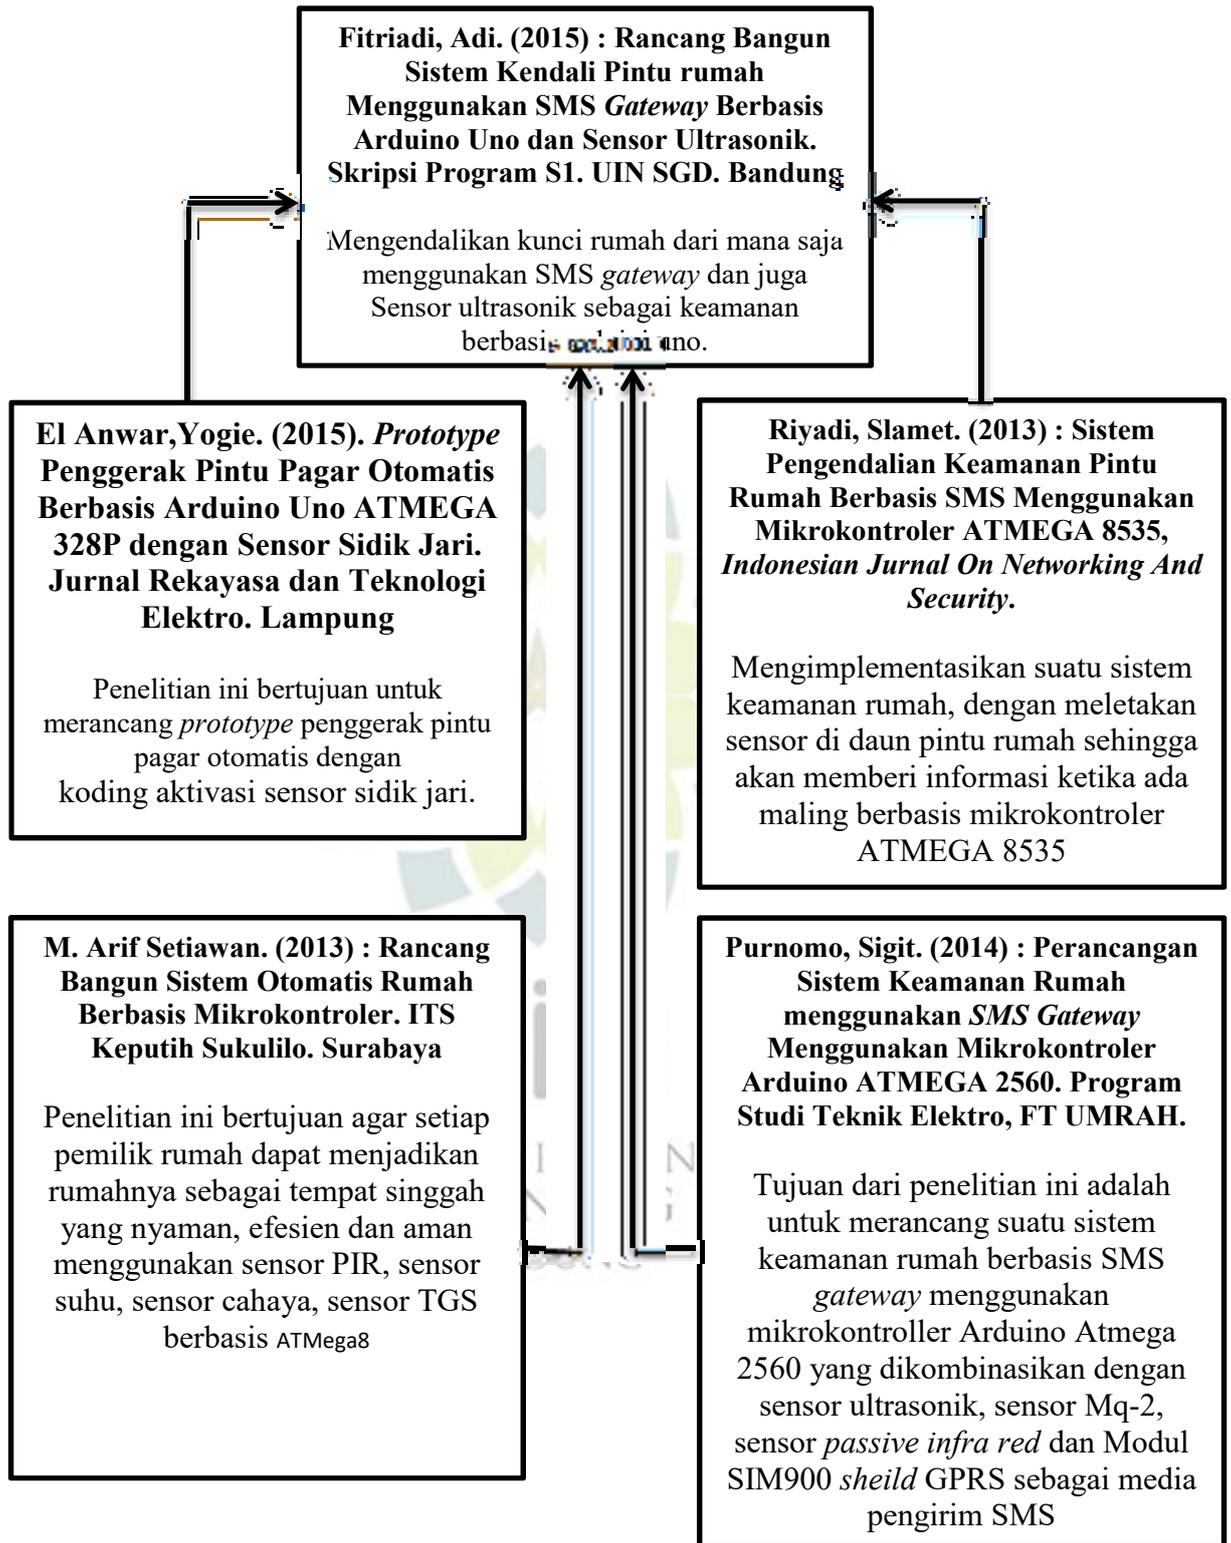 Fitriadi, Adi. (2015) : Rancang Bangun
Sistem Kendali Pintu rumah
Menggunakan SMS Gateway Berbasis
Arduino Uno dan Sensor Ultrasonik.
Skripsi Program S1. UIN SGD. Bandung
Mengendalikan kunci rumah dari mana saja
menggunakan SMS gateway dan juga
Sensor ultrasonik sebagai keamanan
uno.
El Anwar,Yogie. (2015). Prototype
Penggerak Pintu Pagar Otomatis
Berbasis Arduino Uno ATMEGA
328P dengan Sensor Sidik Jari.
Jurnal Rekayasa dan Teknologi
Elektro. Lampung
Penelitian ini bertujuan untuk
merancang prototype penggerak pintu
pagar otomatis dengan
koding aktivasi sensor sidik jari.
Riyadi, Slamet. (2013) : Sistem
Pengendalian Keamanan Pintu
Rumah Berbasis SMS Menggunakan
Mikrokontroler ATMEGA 8535,
Indonesian Jurnal On Networking And
Security.
Mengimplementasikan suatu sistem
keamanan rumah, dengan meletakan
sensor di daun pintu rumah sehingga
akan memberi informasi ketika ada
maling berbasis mikrokontroler
ATMEGA 8535
M. Arif Setiawan. (2013) : Rancang
Bangun Sistem Otomatis Rumah
Berbasis Mikrokontroler. ITS
Keputih Sukulilo. Surabaya
Penelitian ini bertujuan agar setiap
pemilik rumah dapat menjadikan
rumahnya sebagai tempat singgah
yang nyaman, efesien dan aman
menggunakan sensor PIR, sensor
suhu, sensor cahaya, sensor TGS
berbasis ATMega8
Purnomo, Sigit. (2014) : Perancangan
Sistem Keamanan Rumah
menggunakan SMS Gateway
Menggunakan Mikrokontroler
Arduino ATMEGA 2560. Program
Studi Teknik Elektro, FT UMRAH.
Tujuan dari penelitian ini adalah
untuk merancang suatu sistem
keamanan rumah berbasis SMS
gateway menggunakan
mikrokontroller Arduino Atmega
2560 yang dikombinasikan dengan
sensor ultrasonik, sensor Mq-2,
sensor passive infra red dan Modul
SIM900 sheild GPRS sebagai media
pengirim SMS